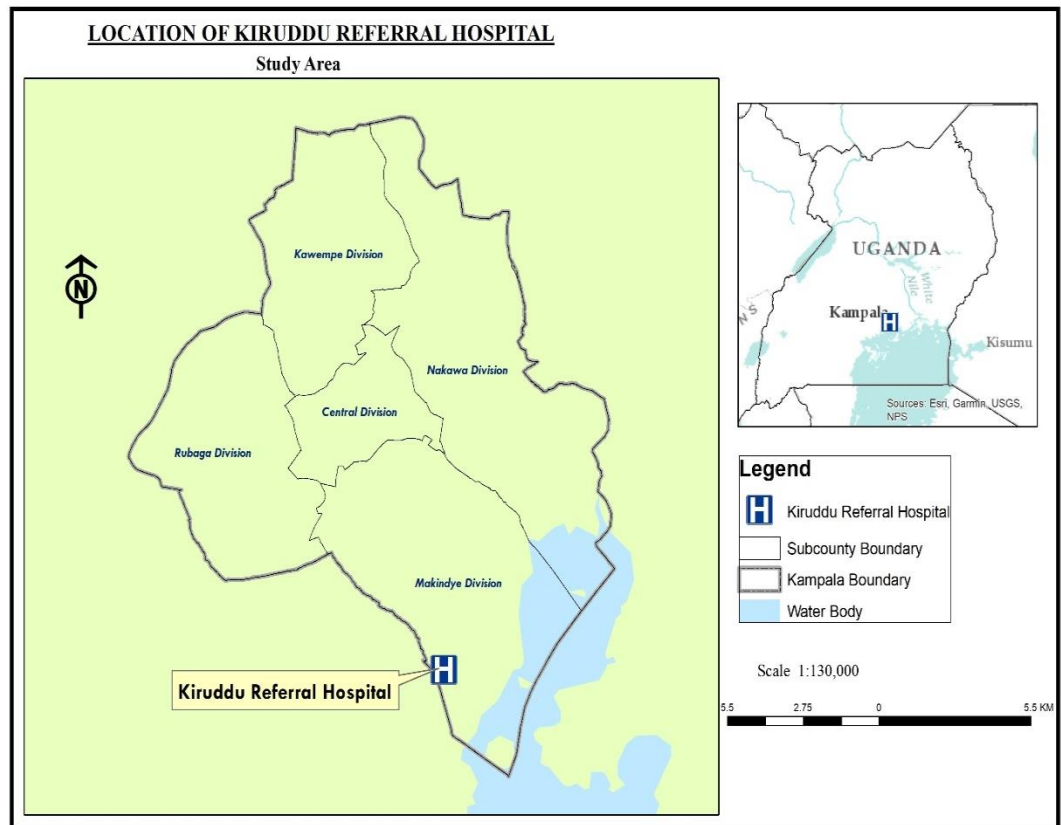 LOCATION OF KIRUDDU REFERRAL HOSPITAL
Study Area
N
Kawempe Division
Nakawa Division
Central Division
Rubaga Division
Makindye Division
H
Kiruddu Referral Hospital
UGANDA
White
Nile
Kampala
H
Kisumu
N S
Sources: Esri, Garmin, USGS,
NPS
Legend
H Kiruddu Referral Hospital
Subcounty Boundary
Kampala Boundary
Water Body
Scale 1:130,000
5.5 2.75 0 5.5 KM